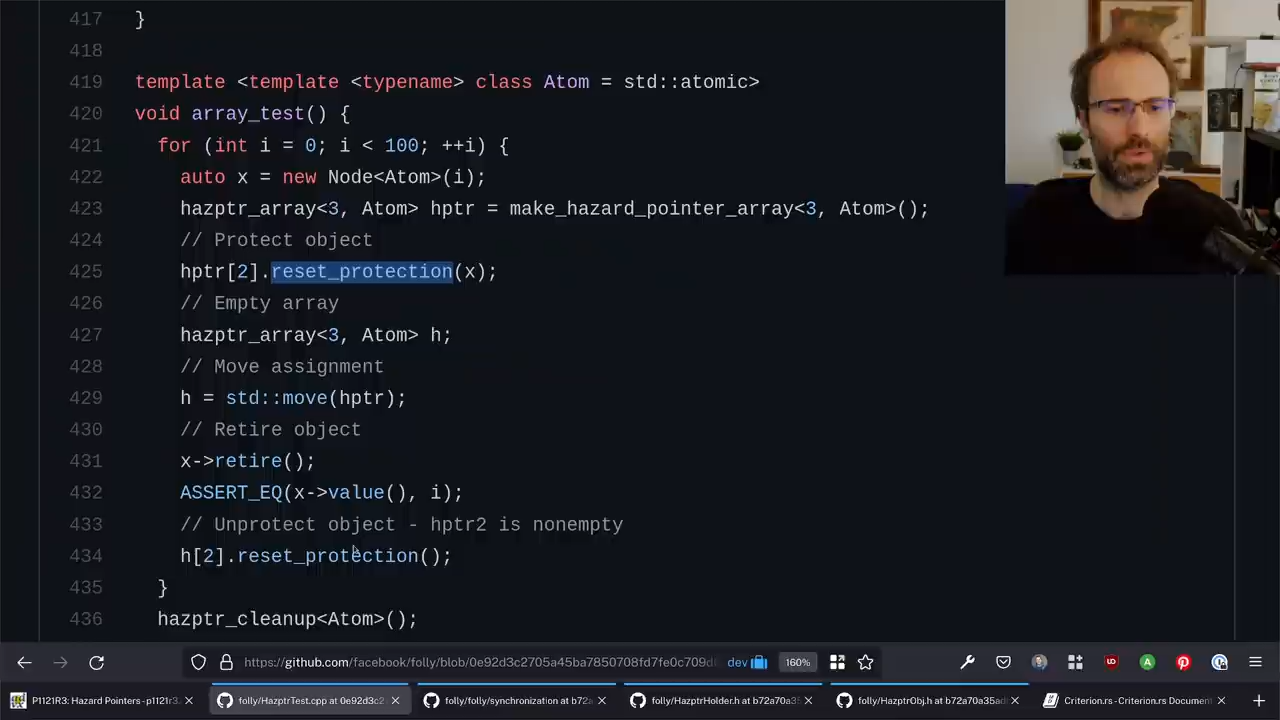 417 }
418
419 template <template <typename> class Atom = std::atomic>
420 void array_test() {
421 for (int i = 0; i < 100; ++i) {
422 auto x = new Node<Atom>(i);
423 hazptr_array<3, Atom> hptr = make_hazard_pointer_array<3, Atom>();
424 // Protect object
425 hptr[2].reset_protection(x);
426 // Empty array
427 hazptr_array<3, Atom> h;
428 // Move assignment
429 h = std::move(hptr);
430 // Retire object
431 x->retire();
432 ASSERT_EQ(x->value(), i);
433 // Unprotect object - hptr2 is nonempty
434 h[2].reset_protection();
435 }
436 hazptr_cleanup<Atom>();
https://github.com/facebook/folly/blob/0e92d3c2705a45ba7850708fd7fe0c709d dev 160%
P1121R3: Hazard Pointers - p1121r3. folly/HazptrTest.cpp at 0e92d3c2 folly/folly/synchronization at b72a folly/HazptrHolder.h at b72a70a35 folly/HazptrObj.h at b72a70a35ad Criterion.rs - Criterion.rs Document